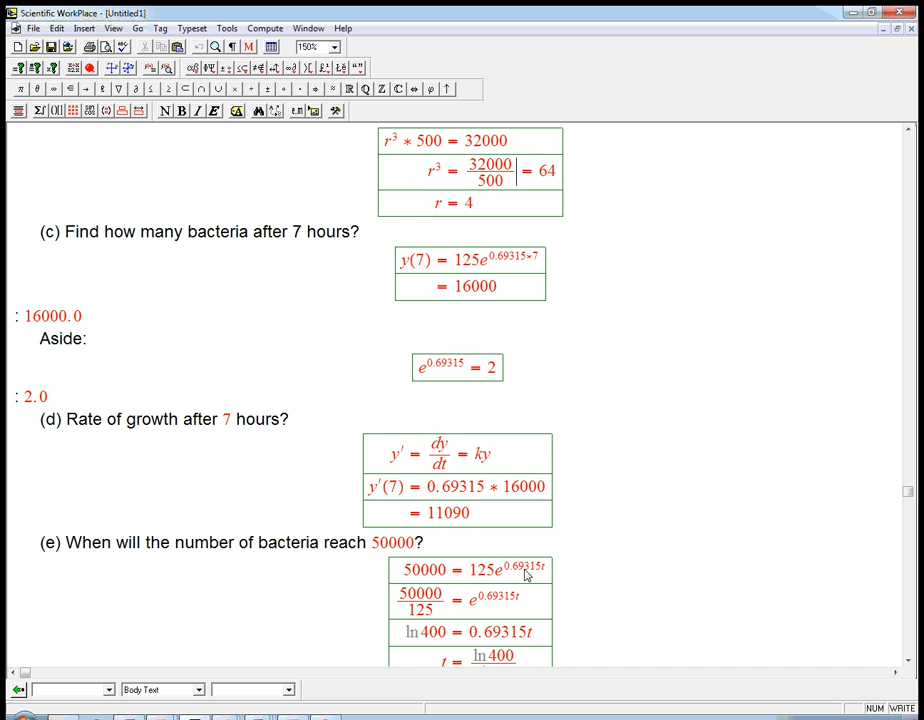 Scientific WorkPlace - [Untitled1]
File Edit Insert View Go Tag Typeset Tools Compute Window Help
150%
N B I E
r³ * 500 = 32000
r³ = 32000/500 = 64
r = 4
(c) Find how many bacteria after 7 hours?
y(7) = 125e^0.69315*7
= 16000
: 16000.0
Aside:
e^0.69315 = 2
: 2.0
(d) Rate of growth after 7 hours?
y′ = dy/dt = ky
y′(7) = 0.69315 * 16000
= 11090
(e) When will the number of bacteria reach 50000?
50000 = 125e^0.69315t
50000/125 = e^0.69315t
ln 400 = 0.69315t
t = ln 400
Body Text
NUM WRITE